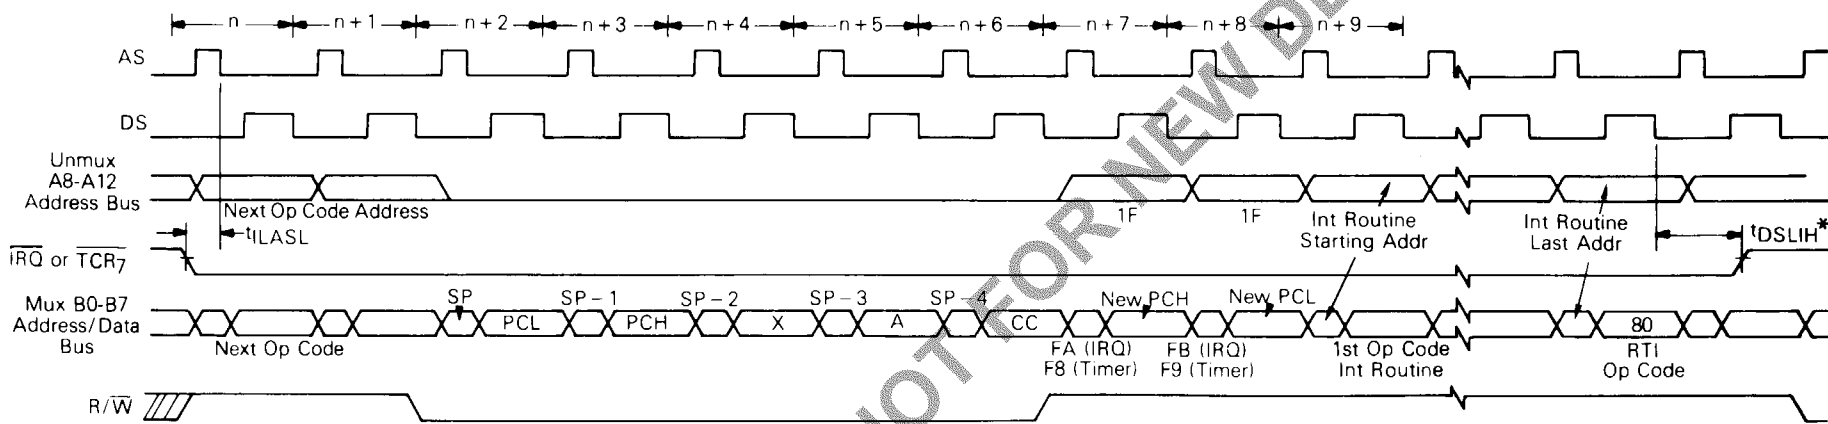 n n + 1 n + 2 n + 3 n + 4 n + 5 n + 6 n + 7 n + 8 n + 9
AS
DS
Unmux
A8-A12
Address Bus
Next Op Code Address
1F 1F
Int Routine
Starting Addr
Int Routine
Last Addr
tILASL
tDSLIH*
IRQ or TCR7
Mux B0-B7
Address/Data
Bus
SP SP - 1 SP - 2 SP - 3 SP - 4 New PCH New PCL
PCL PCH X A CC 80
Next Op Code
FA (IRQ)
F8 (Timer)
FB (IRQ)
F9 (Timer)
1st Op Code
Int Routine
RTI
Op Code
R/W
NOT FOR NEW DE